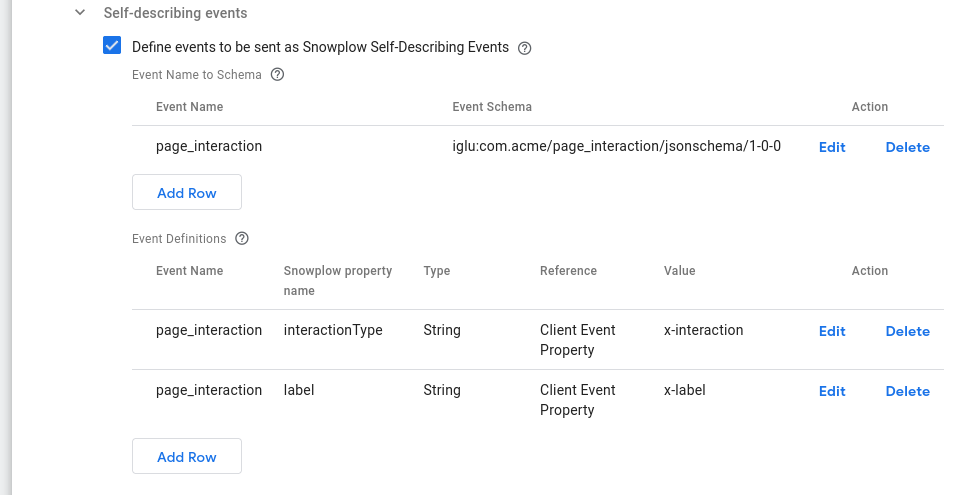 Self-describing events
Define events to be sent as Snowplow Self-Describing Events
Event Name to Schema
Event Name Event Schema Action
page_interaction iglu:com.acme/page_interaction/jsonschema/1-0-0 Edit Delete
Add Row
Event Definitions
Event Name Snowplow property Type Reference Value Action
name
page_interaction interactionType String Client Event x-interaction Edit Delete
Property
page_interaction label String Client Event x-label Edit Delete
Property
Add Row